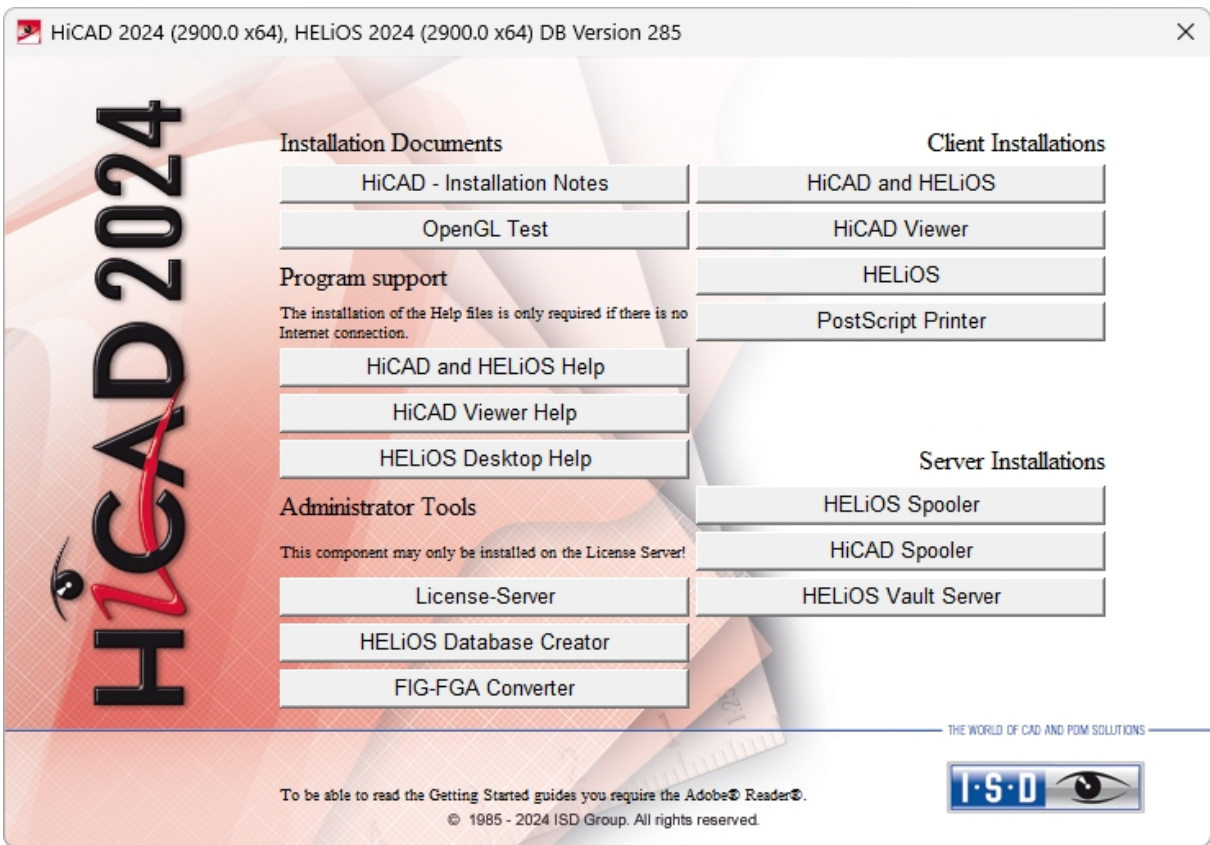 HiCAD 2024 (2900.0 x64), HELiOS 2024 (2900.0 x64) DB Version 285
HiCAD 2024
Installation Documents
HiCAD - Installation Notes
OpenGL Test
Program support
The installation of the Help files is only required if there is no
Internet connection.
HiCAD and HELiOS Help
HiCAD Viewer Help
HELiOS Desktop Help
Administrator Tools
This component may only be installed on the License Server!
License-Server
HELiOS Database Creator
FIG-FGA Converter
Client Installations
HiCAD and HELiOS
HiCAD Viewer
HELiOS
PostScript Printer
Server Installations
HELiOS Spooler
HiCAD Spooler
HELiOS Vault Server
THE WORLD OF CAD AND PDM SOLUTIONS
I·S·D
To be able to read the Getting Started guides you require the Adobe® Reader®.
© 1985 - 2024 ISD Group. All rights reserved.